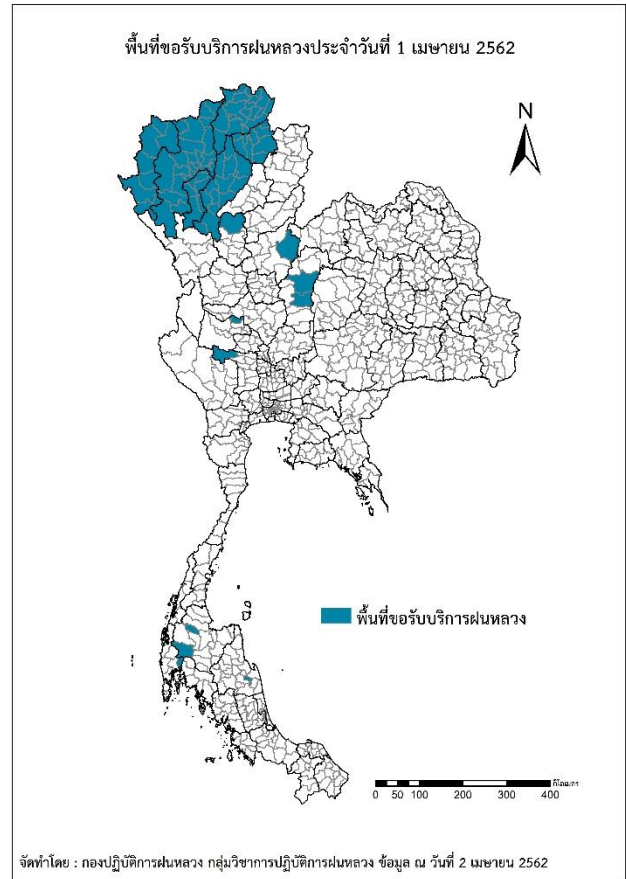 พื้นที่ขอรับบริการฝนหลวงประจำวันที่ 1 เมษายน 2562
N
พื้นที่ขอรับบริการฝนหลวง
กิโลเมตร
0 50 100 200 300 400
จัดทำโดย : กองปฏิบัติการฝนหลวง กลุ่มวิชาการปฏิบัติการฝนหลวง ข้อมูล ณ วันที่ 2 เมษายน 2562